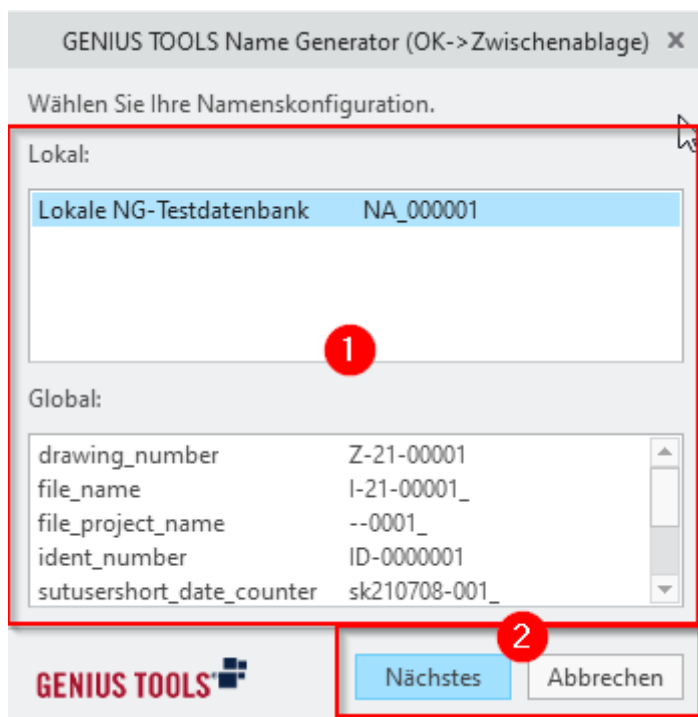 GENIUS TOOLS Name Generator (OK->Zwischenablage) ×
Wählen Sie Ihre Namenskonfiguration.
Lokal:
Lokale NG-Testdatenbank NA_000001
1
Global:
drawing_number Z-21-00001
file_name I-21-00001_
file_project_name --0001_
ident_number ID-0000001
sutusershort_date_counter sk210708-001_
2
GENIUS TOOLS Nächstes Abbrechen